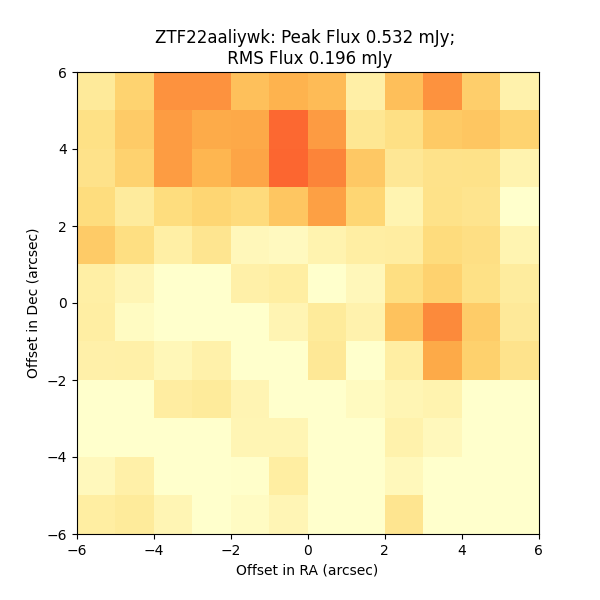 ZTF22aaliywk: Peak Flux 0.532 mJy;
RMS Flux 0.196 mJy
6
4
2
0
−2
−4
−6
Offset in Dec (arcsec)
−6 −4 −2 0 2 4 6
Offset in RA (arcsec)